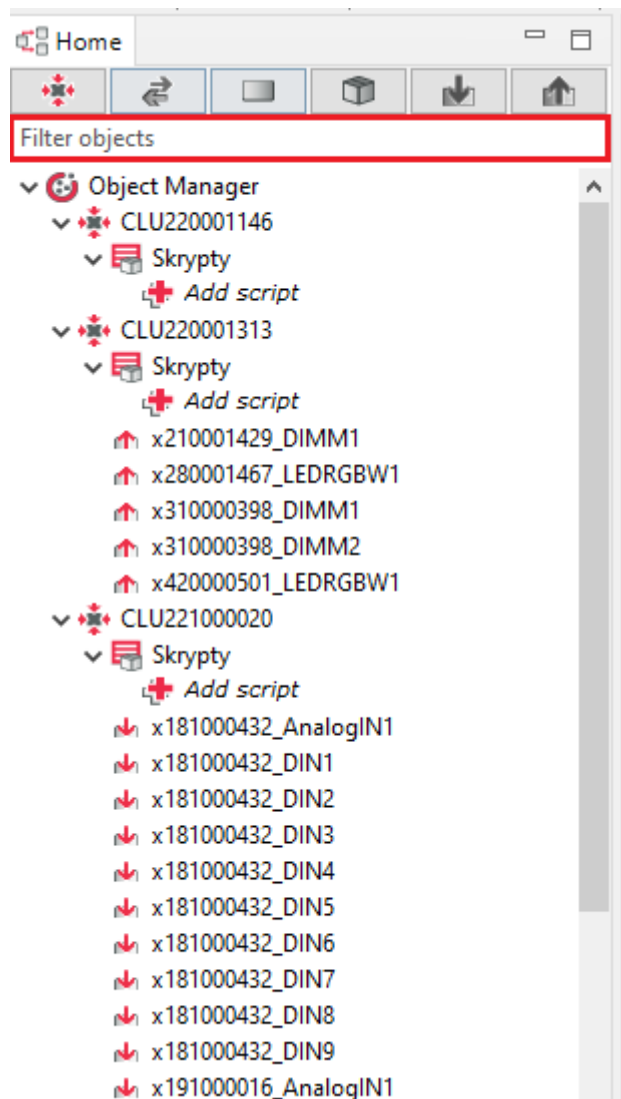 Home
Filter objects
Object Manager
CLU220001146
Skrypty
Add script
CLU220001313
Skrypty
Add script
x210001429_DIMM1
x280001467_LEDRGBW1
x310000398_DIMM1
x310000398_DIMM2
x420000501_LEDRGBW1
CLU221000020
Skrypty
Add script
x181000432_AnalogIN1
x181000432_DIN1
x181000432_DIN2
x181000432_DIN3
x181000432_DIN4
x181000432_DIN5
x181000432_DIN6
x181000432_DIN7
x181000432_DIN8
x181000432_DIN9
x191000016_AnalogIN1